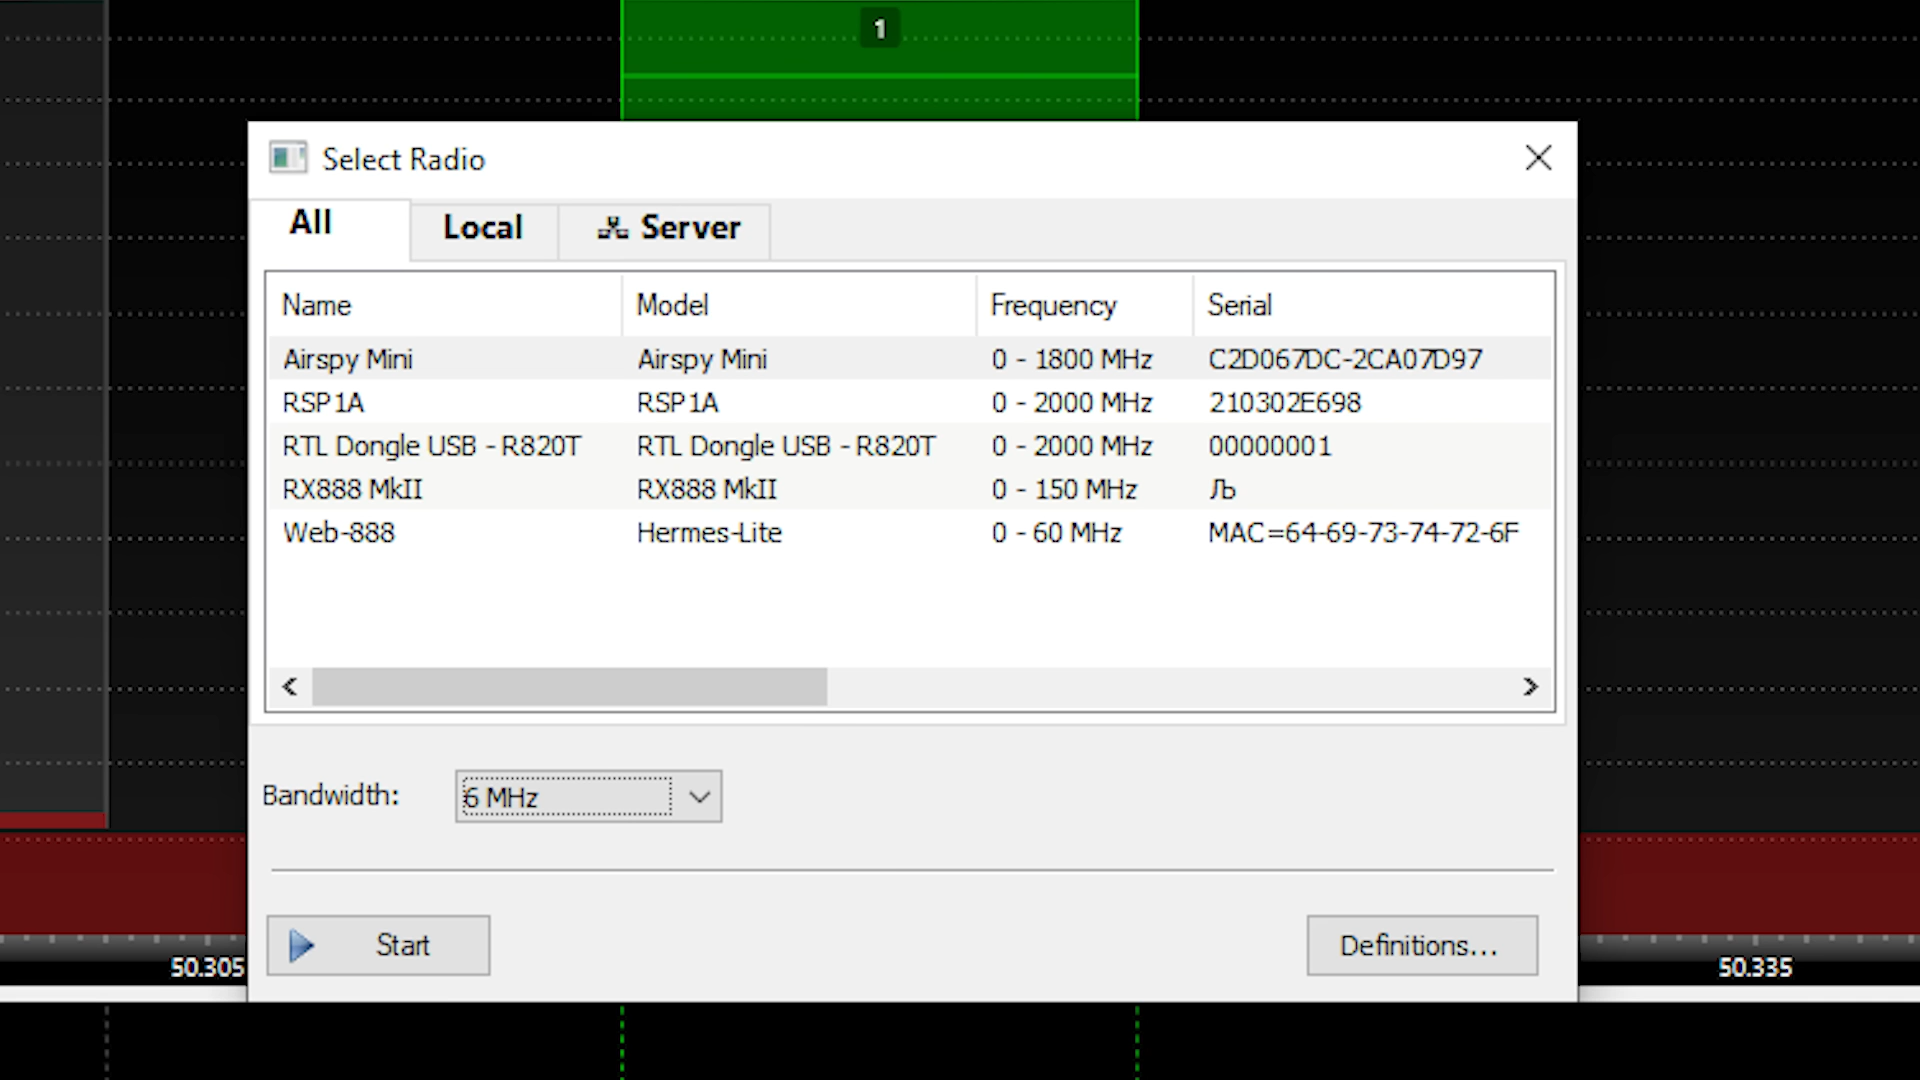 1
Select Radio
All Local Server
Name Model Frequency Serial
Airspy Mini Airspy Mini 0 - 1800 MHz C2D067DC-2CA07D97
RSP1A RSP1A 0 - 2000 MHz 210302E698
RTL Dongle USB - R820T RTL Dongle USB - R820T 0 - 2000 MHz 00000001
RX888 MkII RX888 MkII 0 - 150 MHz Љ
Web-888 Hermes-Lite 0 - 60 MHz MAC=64-69-73-74-72-6F
Bandwidth: 6 MHz
Start Definitions...
50.305 50.335